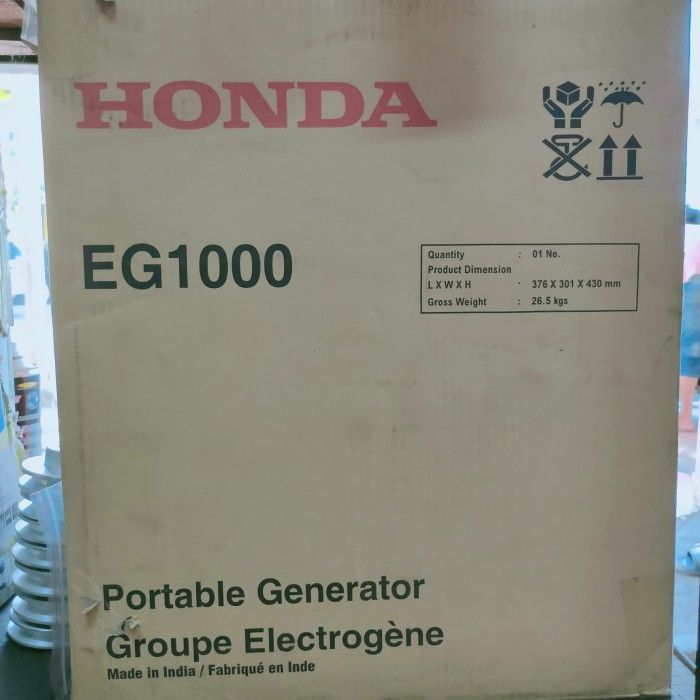 HONDA
EG1000
Quantity : 01 No.
Product Dimension
L X W X H : 376 X 301 X 430 mm
Gross Weight : 26.5 kgs
Portable Generator
Groupe Electrogène
Made in India / Fabriqué en Inde